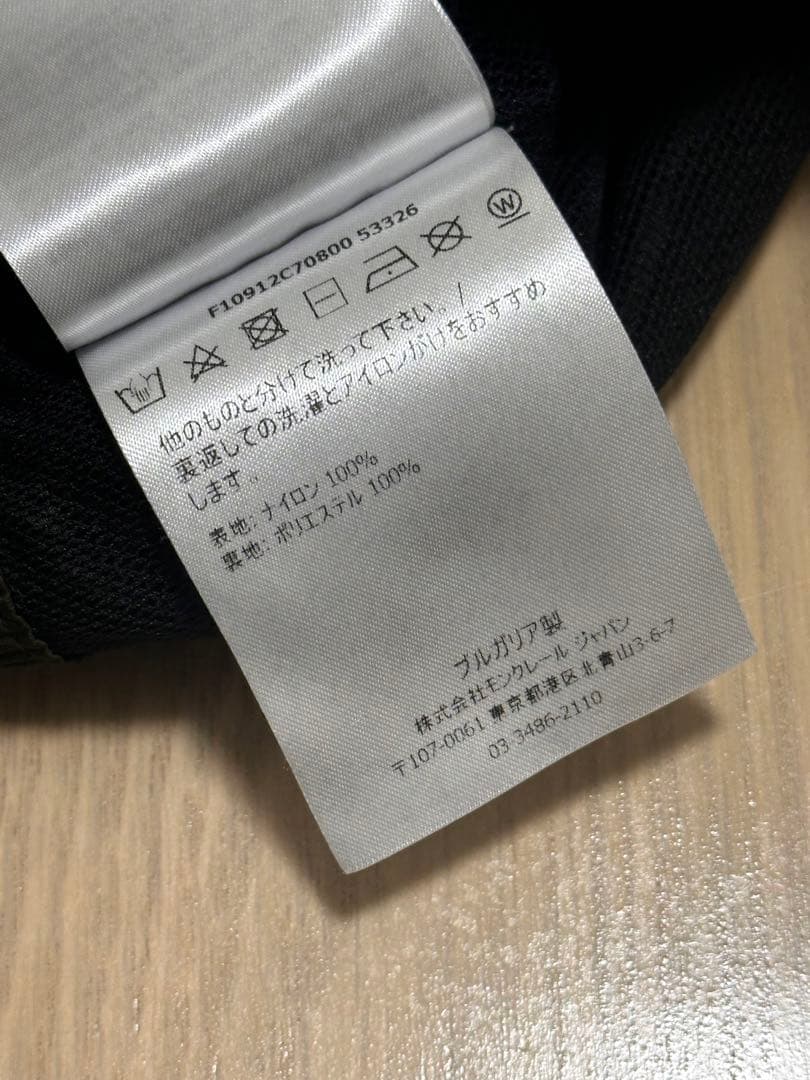 F10912C70800 53326
W
他のものと分けて洗って下さい。/
裏返しての洗濯とアイロンがけをおすすめ
します。
表地: ナイロン 100%
裏地: ポリエステル 100%
ブルガリア製
株式会社モンクレール ジャパン
〒107-0061 東京都港区北青山3-6-7
03 3486-2110